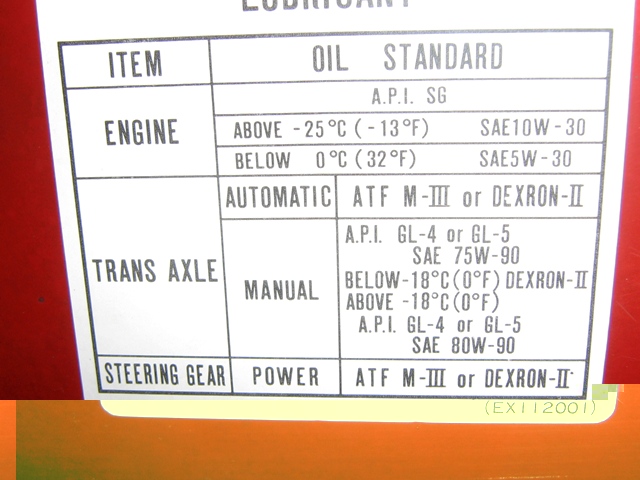 LUBRICANT
ITEM OIL STANDARD
ENGINE A.P.I. SG
ABOVE -25°C (-13°F) SAE10W-30
BELOW 0°C (32°F) SAE5W-30
TRANS AXLE AUTOMATIC ATF M-III or DEXRON-II
MANUAL A.P.I. GL-4 or GL-5
SAE 75W-90
BELOW-18°C(0°F) DEXRON-II
ABOVE -18°C(0°F)
A.P.I. GL-4 or GL-5
SAE 80W-90
STEERING GEAR POWER ATF M-III or DEXRON-II
(EX112001)